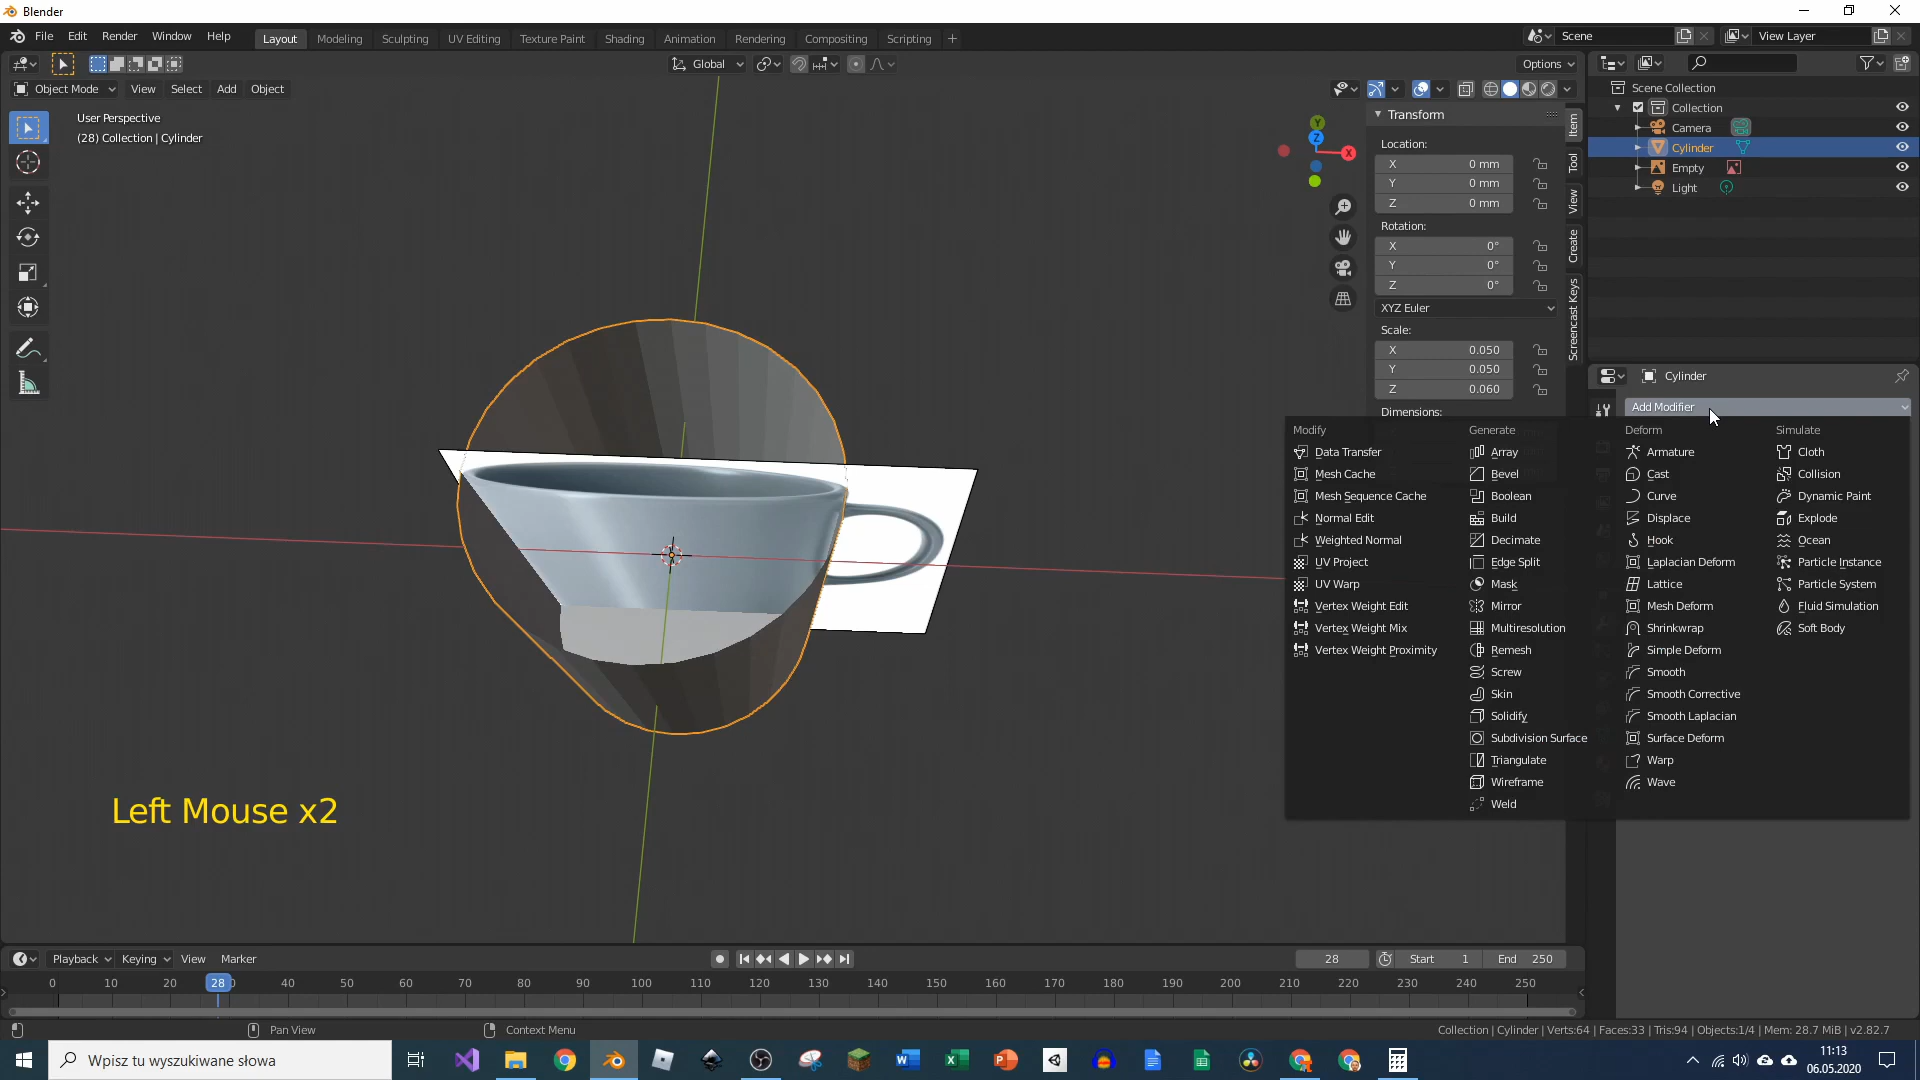 Blender
File Edit Render Window Help
Layout Modeling Sculpting UV Editing Texture Paint Shading Animation Rendering Compositing Scripting +
Scene
View Layer
Global
Options
Object Mode View Select Add Object
User Perspective
(28) Collection | Cylinder
Y
Z
X
Transform
Location:
X 0 mm
Y 0 mm
Z 0 mm
Rotation:
X 0°
Y 0°
Z 0°
XYZ Euler
Scale:
X 0.050
Y 0.050
Z 0.060
Dimensions:
Item
Tool
View
Create
Screencast Keys
Scene Collection
Collection
Camera
Cylinder
Empty
Light
Cylinder
Add Modifier
Modify
Data Transfer
Mesh Cache
Mesh Sequence Cache
Normal Edit
Weighted Normal
UV Project
UV Warp
Vertex Weight Edit
Vertex Weight Mix
Vertex Weight Proximity
Generate
Array
Bevel
Boolean
Build
Decimate
Edge Split
Mask
Mirror
Multiresolution
Remesh
Screw
Skin
Solidify
Subdivision Surface
Triangulate
Wireframe
Weld
Deform
Armature
Cast
Curve
Displace
Hook
Laplacian Deform
Lattice
Mesh Deform
Shrinkwrap
Simple Deform
Smooth
Smooth Corrective
Smooth Laplacian
Surface Deform
Warp
Wave
Simulate
Cloth
Collision
Dynamic Paint
Explode
Ocean
Particle Instance
Particle System
Fluid Simulation
Soft Body
Left Mouse x2
Playback Keying View Marker
28
Start 1
End 250
0 10 20 28 40 50 60 70 80 90 100 110 120 130 140 150 160 170 180 190 200 210 220 230 240 250
Pan View
Context Menu
Collection | Cylinder | Verts:64 | Faces:33 | Tris:94 | Objects:1/4 | Mem: 28.7 MiB | v2.82.7
Wpisz tu wyszukiwane słowa
11:13
06.05.2020